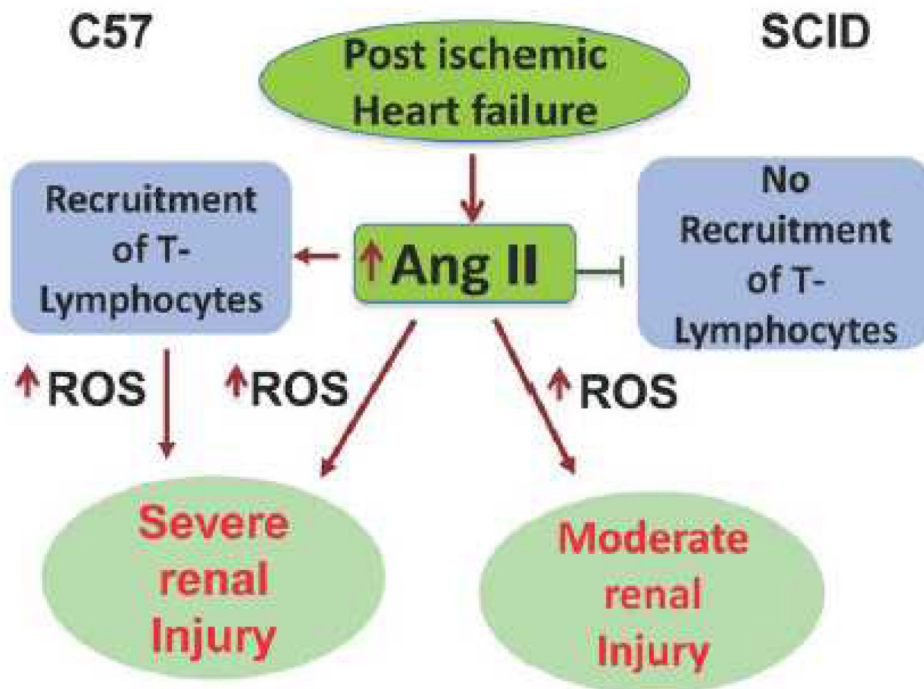 C57
SCID
Post ischemic
Heart failure
Recruitment
of T-
Lymphocytes
↑ Ang II
No
Recruitment
of T-
Lymphocytes
↑ROS
↑ROS
↑ROS
Severe
renal
Injury
Moderate
renal
Injury